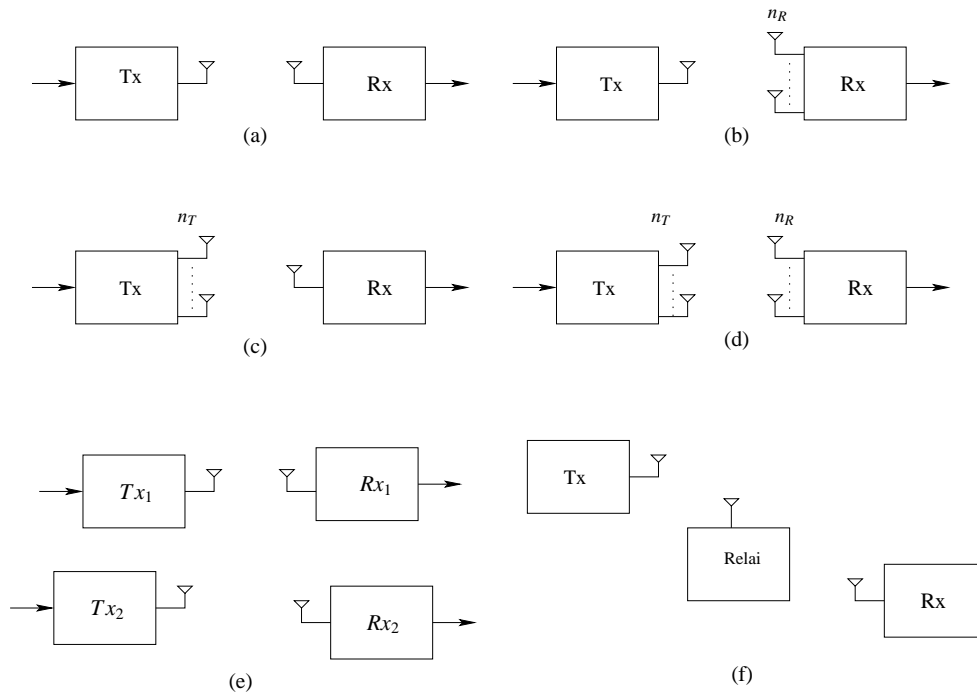 n_R
Tx Rx Tx Rx
(a) (b)
n_T n_T n_R
Tx Rx Tx Rx
(c) (d)
Tx Relai Rx
Tx_1 Rx_1
Tx_2 Rx_2
(e) (f)